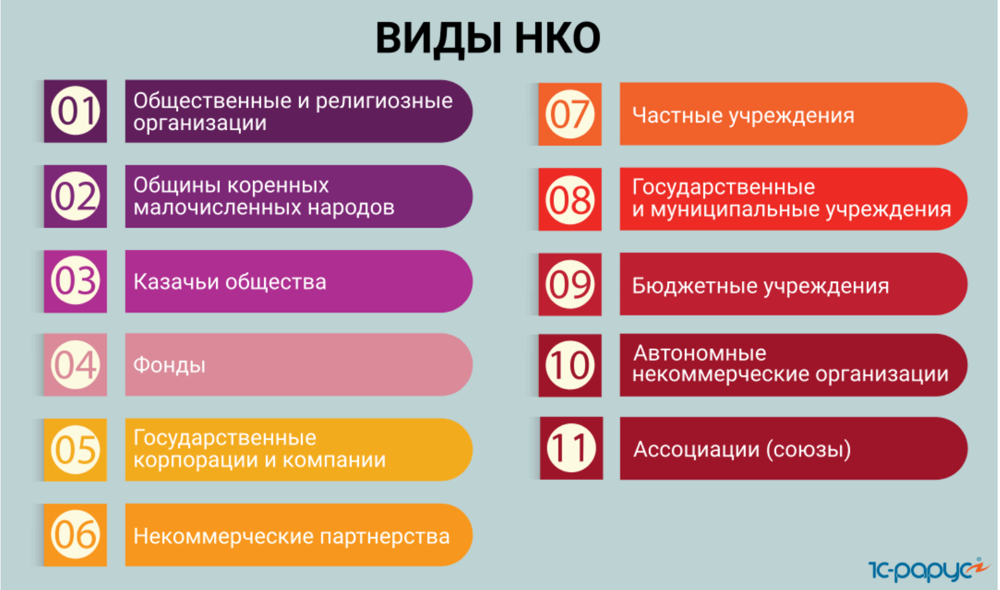 ВИДЫ НКО
01
Общественные и религиозные
организации
02
Общины коренных
малочисленных народов
03
Казачьи общества
04
Фонды
05
Государственные
корпорации и компании
06
Некоммерческие партнерства
07
Частные учреждения
08
Государственные
и муниципальные учреждения
09
Бюджетные учреждения
10
Автономные
некоммерческие организации
11
Ассоциации (союзы)
1С-рарус®